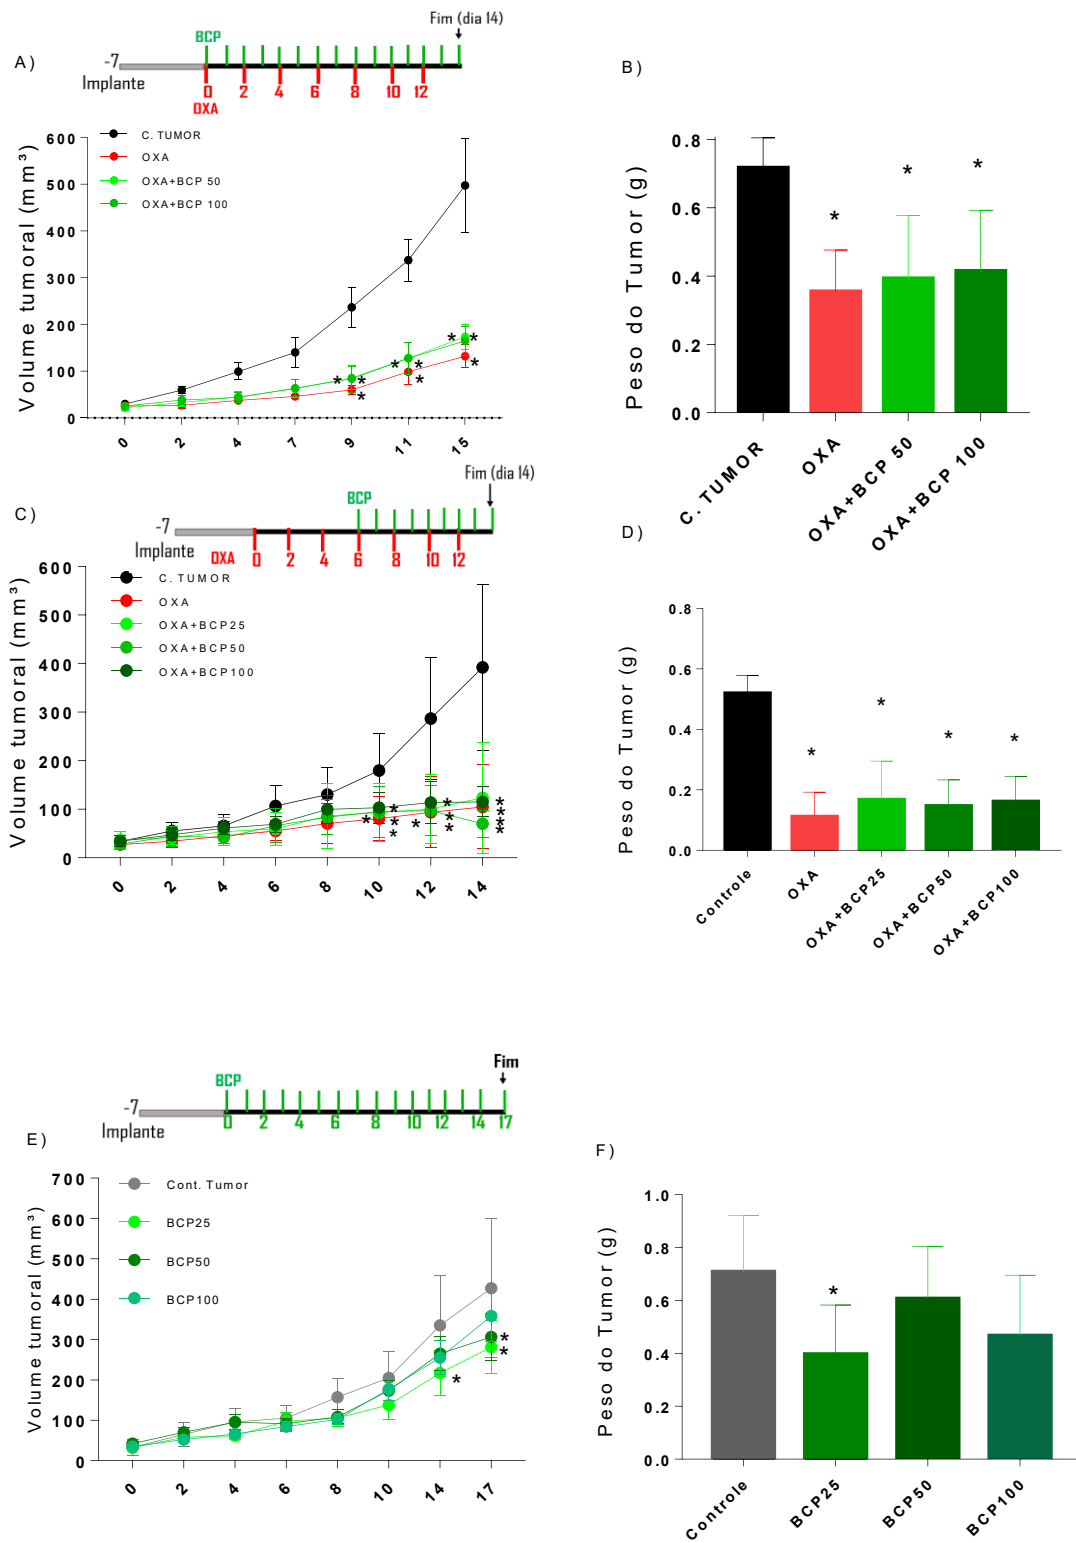 Fim (dia 14)
A)
BCP
-7
Implante
0 2 4 6 8 10 12
OXA
B)
C. TUMOR
OXA
OXA+BCP 50
OXA+BCP 100
Volume tumoral (mm³)
600
500
400
300
200
100
0
0 2 4 7 9 11 15
* * *
* * *
* * *
Peso do Tumor (g)
0.8
0.6
0.4
0.2
0.0
* * *
C. TUMOR
OXA
OXA+BCP 50
OXA+BCP 100
Fim (dia 14)
C)
BCP
-7
Implante
OXA
0 2 4 6 8 10 12
D)
C. TUMOR
OXA
OXA+BCP25
OXA+BCP50
OXA+BCP100
Volume tumoral (mm³)
600
500
400
300
200
100
0
0 2 4 6 8 10 12 14
* * * *
* * * *
* * * *
Peso do Tumor (g)
0.8
0.6
0.4
0.2
0.0
* * * *
Controle
OXA
OXA+BCP25
OXA+BCP50
OXA+BCP100
Fim
BCP
-7
Implante
0 2 4 6 8 10 12 14 17
E)
F)
Cont. Tumor
BCP25
BCP50
BCP100
Volume tumoral (mm³)
700
600
500
400
300
200
100
0
0 2 4 6 8 10 14 17
*
* *
Peso do Tumor (g)
1.0
0.8
0.6
0.4
0.2
0.0
*
Controle
BCP25
BCP50
BCP100